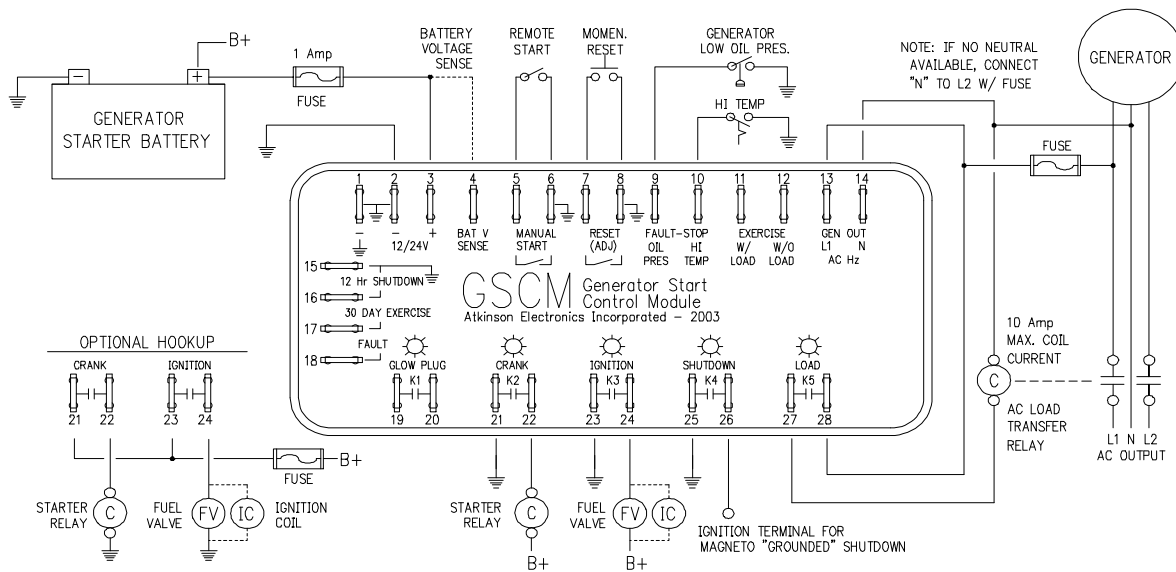 B+
1 Amp
FUSE
BATTERY
VOLTAGE
SENSE
REMOTE
START
MOMEN.
RESET
GENERATOR
LOW OIL PRES.
HI TEMP
NOTE: IF NO NEUTRAL
AVAILABLE, CONNECT
"N" TO L2 W/ FUSE
GENERATOR
FUSE
- +
GENERATOR
STARTER BATTERY
1 2 3 4 5 6 7 8 9 10 11 12 13 14
- - +
12/24V
BAT V
SENSE
MANUAL
START
RESET
(ADJ)
FAULT-STOP
OIL
PRES
HI
TEMP
EXERCISE
W/
LOAD
W/O
LOAD
GEN OUT
L1 N
AC Hz
15
12 Hr SHUTDOWN
16
30 DAY EXERCISE
17
FAULT
18
GSCM Generator Start
Control Module
Atkinson Electronics Incorporated - 2003
GLOW PLUG
K1
CRANK
K2
IGNITION
K3
SHUTDOWN
K4
LOAD
K5
19 20 21 22 23 24 25 26 27 28
OPTIONAL HOOKUP
CRANK
IGNITION
21 22 23 24
FUSE
B+
STARTER
RELAY
C
FUEL
VALVE
FV
IC
IGNITION
COIL
STARTER
RELAY
C
B+
FUEL
VALVE
FV
IC
B+
IGNITION TERMINAL FOR
MAGNETO "GROUNDED" SHUTDOWN
10 Amp
MAX. COIL
CURRENT
C
AC LOAD
TRANSFER
RELAY
L1 N L2
AC OUTPUT